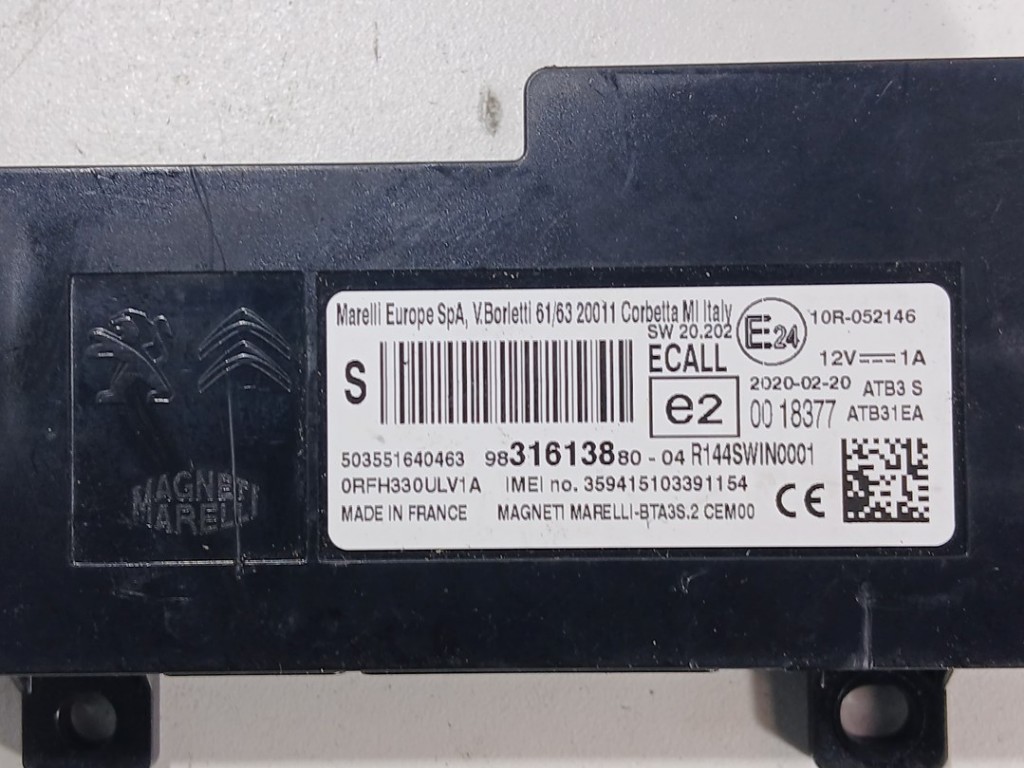 Marelli Europe SpA, V.Borletti 61/63 20011 Corbetta MI Italy
SW 20.202
E24
10R-052146
S
ECALL
12V 1A
e2
2020-02-20 ATB3 S
00 18377 ATB31EA
503551640463 9831613880-04 R144SWIN0001
0RFH330ULV1A IMEI no. 359415103391154
MADE IN FRANCE MAGNETI MARELLI-BTA3S.2 CEM00
CE
MAGNETI
MARELLI